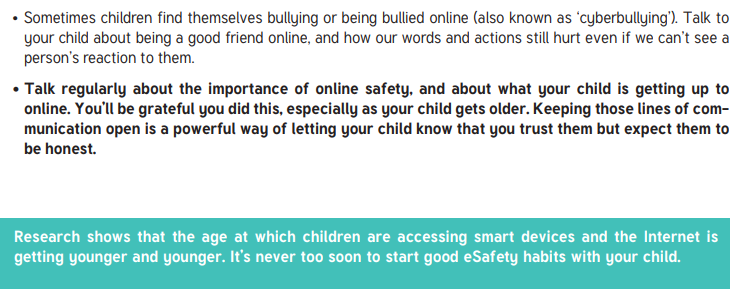 • Sometimes children find themselves bullying or being bullied online (also known as ‘cyberbullying’). Talk to
your child about being a good friend online, and how our words and actions still hurt even if we can’t see a
person’s reaction to them.
• Talk regularly about the importance of online safety, and about what your child is getting up to
online. You’ll be grateful you did this, especially as your child gets older. Keeping those lines of com-
munication open is a powerful way of letting your child know that you trust them but expect them to
be honest.
Research shows that the age at which children are accessing smart devices and the Internet is
getting younger and younger. It’s never too soon to start good eSafety habits with your child.